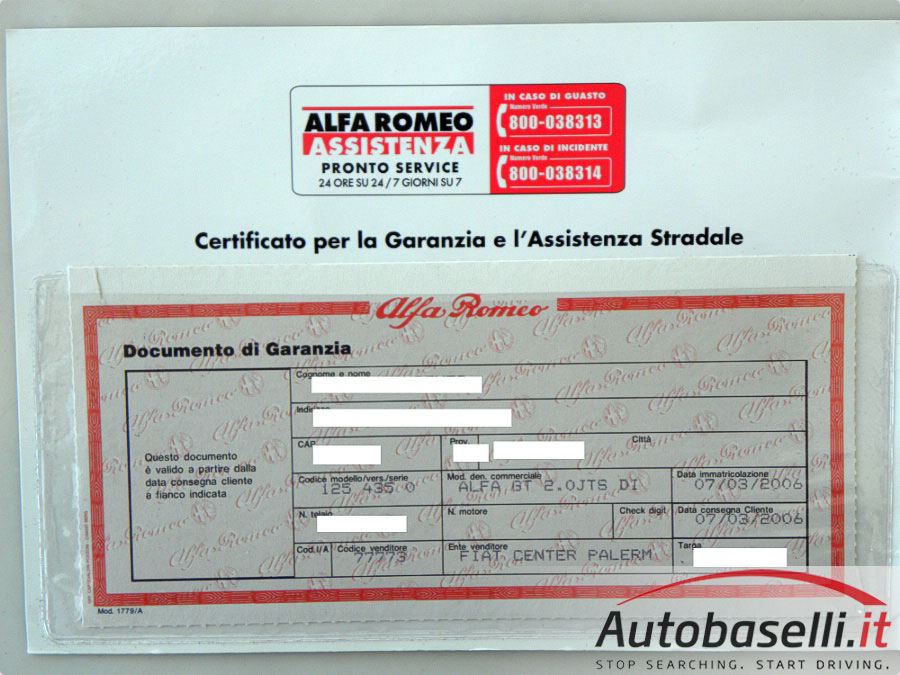 ALFA ROMEO
ASSISTENZA
PRONTO SERVICE
24 ORE SU 24 / 7 GIORNI SU 7
IN CASO DI GUASTO
Numero Verde
800-038313
IN CASO DI INCIDENTE
Numero Verde
800-038314
Certificato per la Garanzia e l'Assistenza Stradale
Alfa Romeo
Documento di Garanzia
Questo documento
è valido a partire dalla
data consegna cliente
a fianco indicata
Cognome e nome
CAP
Prov.
Città
Codice modello/vers./serie
125 435 0
Mod. den. commerciale
ALFA BT 2.0JTS DI
Data immatricolazione
07/03/2006
N. telaio
N. motore
Check digit
Data consegna Cliente
07/03/2006
Cod.I/A
Codice venditore
77773
Ente venditore
FIAT CENTER PALERM
Targa
Mod. 1779/A
Autobaselli.it
STOP SEARCHING. START DRIVING.